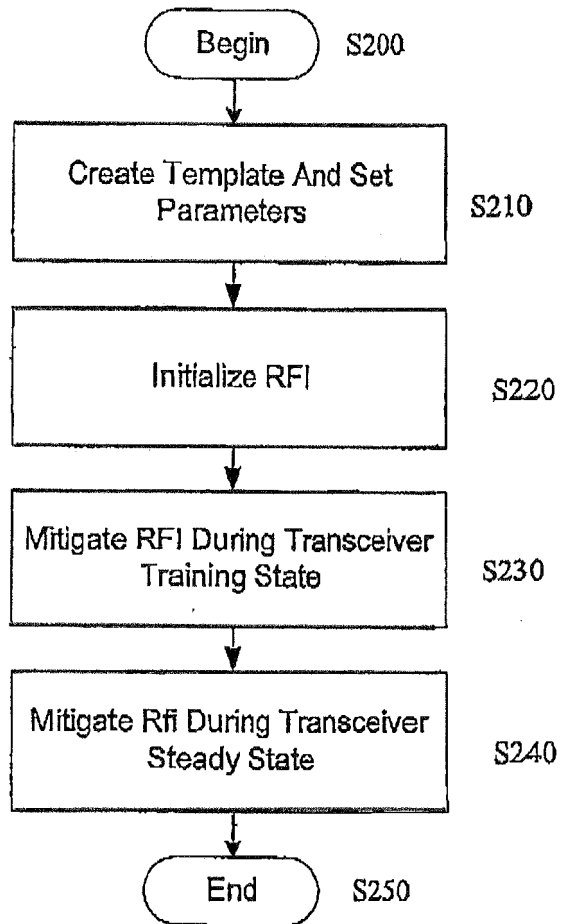 Begin S200
Create Template And Set
Parameters
S210
Initialize RFI
S220
Mitigate RFI During Transceiver
Training State
S230
Mitigate Rfi During Transceiver
Steady State
S240
End S250